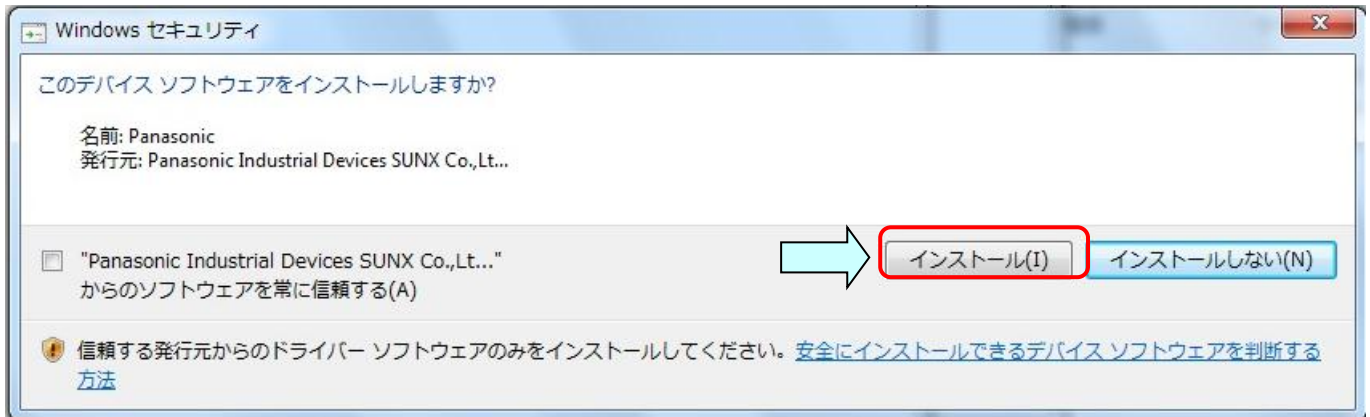 Windows セキュリティ
このデバイス ソフトウェアをインストールしますか?
名前: Panasonic
発行元: Panasonic Industrial Devices SUNX Co.,Lt...
"Panasonic Industrial Devices SUNX Co.,Lt..."
からのソフトウェアを常に信頼する(A)
インストール(I)
インストールしない(N)
信頼する発行元からのドライバー ソフトウェアのみをインストールしてください。安全にインストールできるデバイス ソフトウェアを判断する
方法